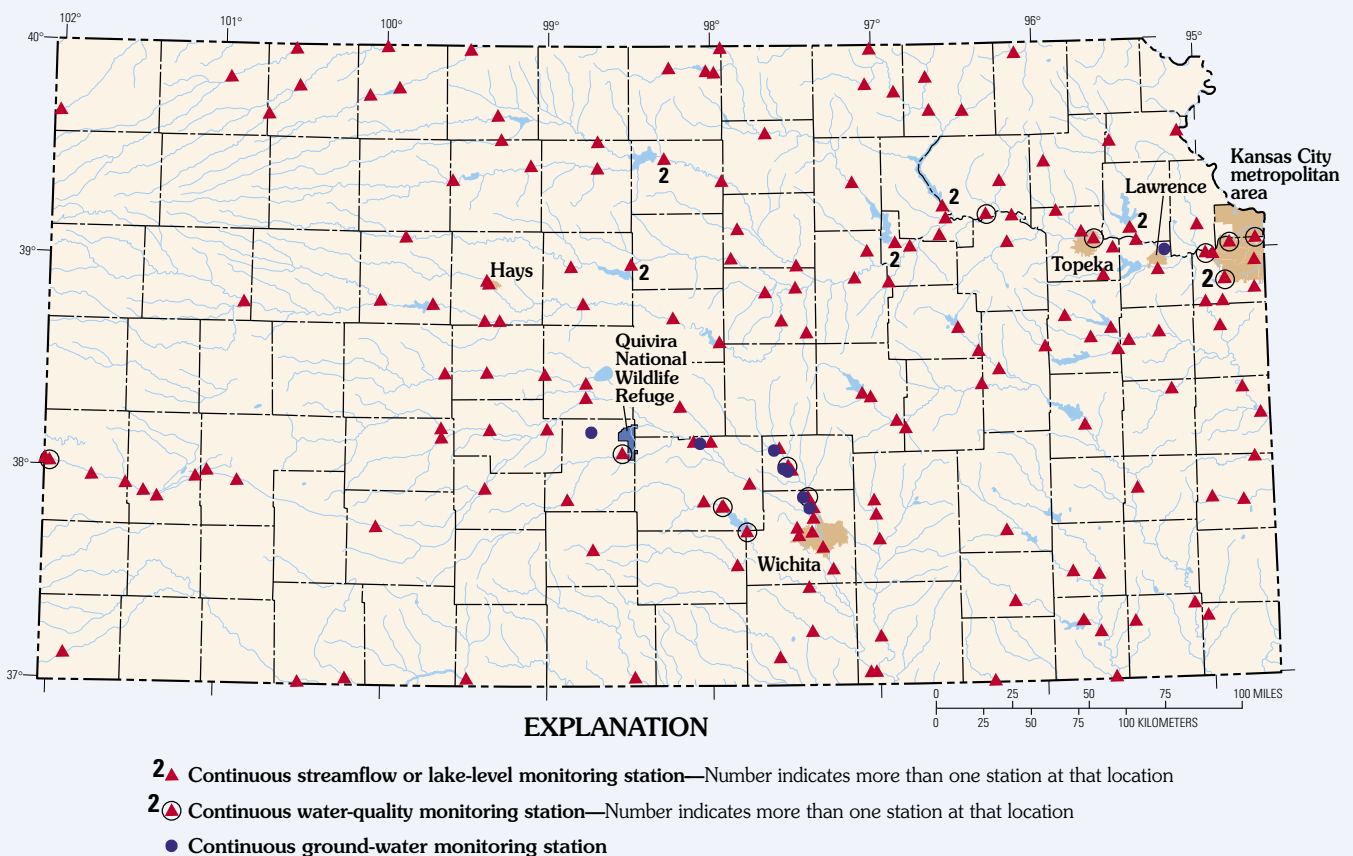 102°
101°
100°
99°
98°
97°
96°
95°
40°
39°
38°
37°
Kansas City
metropolitan
area
Lawrence
2
2
2
Topeka
2
2
2
Hays
Quivira
National
Wildlife
Refuge
Wichita
0 25 50 75 100 MILES
0 25 50 75 100 KILOMETERS
EXPLANATION
2 Continuous streamflow or lake-level monitoring station—Number indicates more than one station at that location
2 Continuous water-quality monitoring station—Number indicates more than one station at that location
Continuous ground-water monitoring station